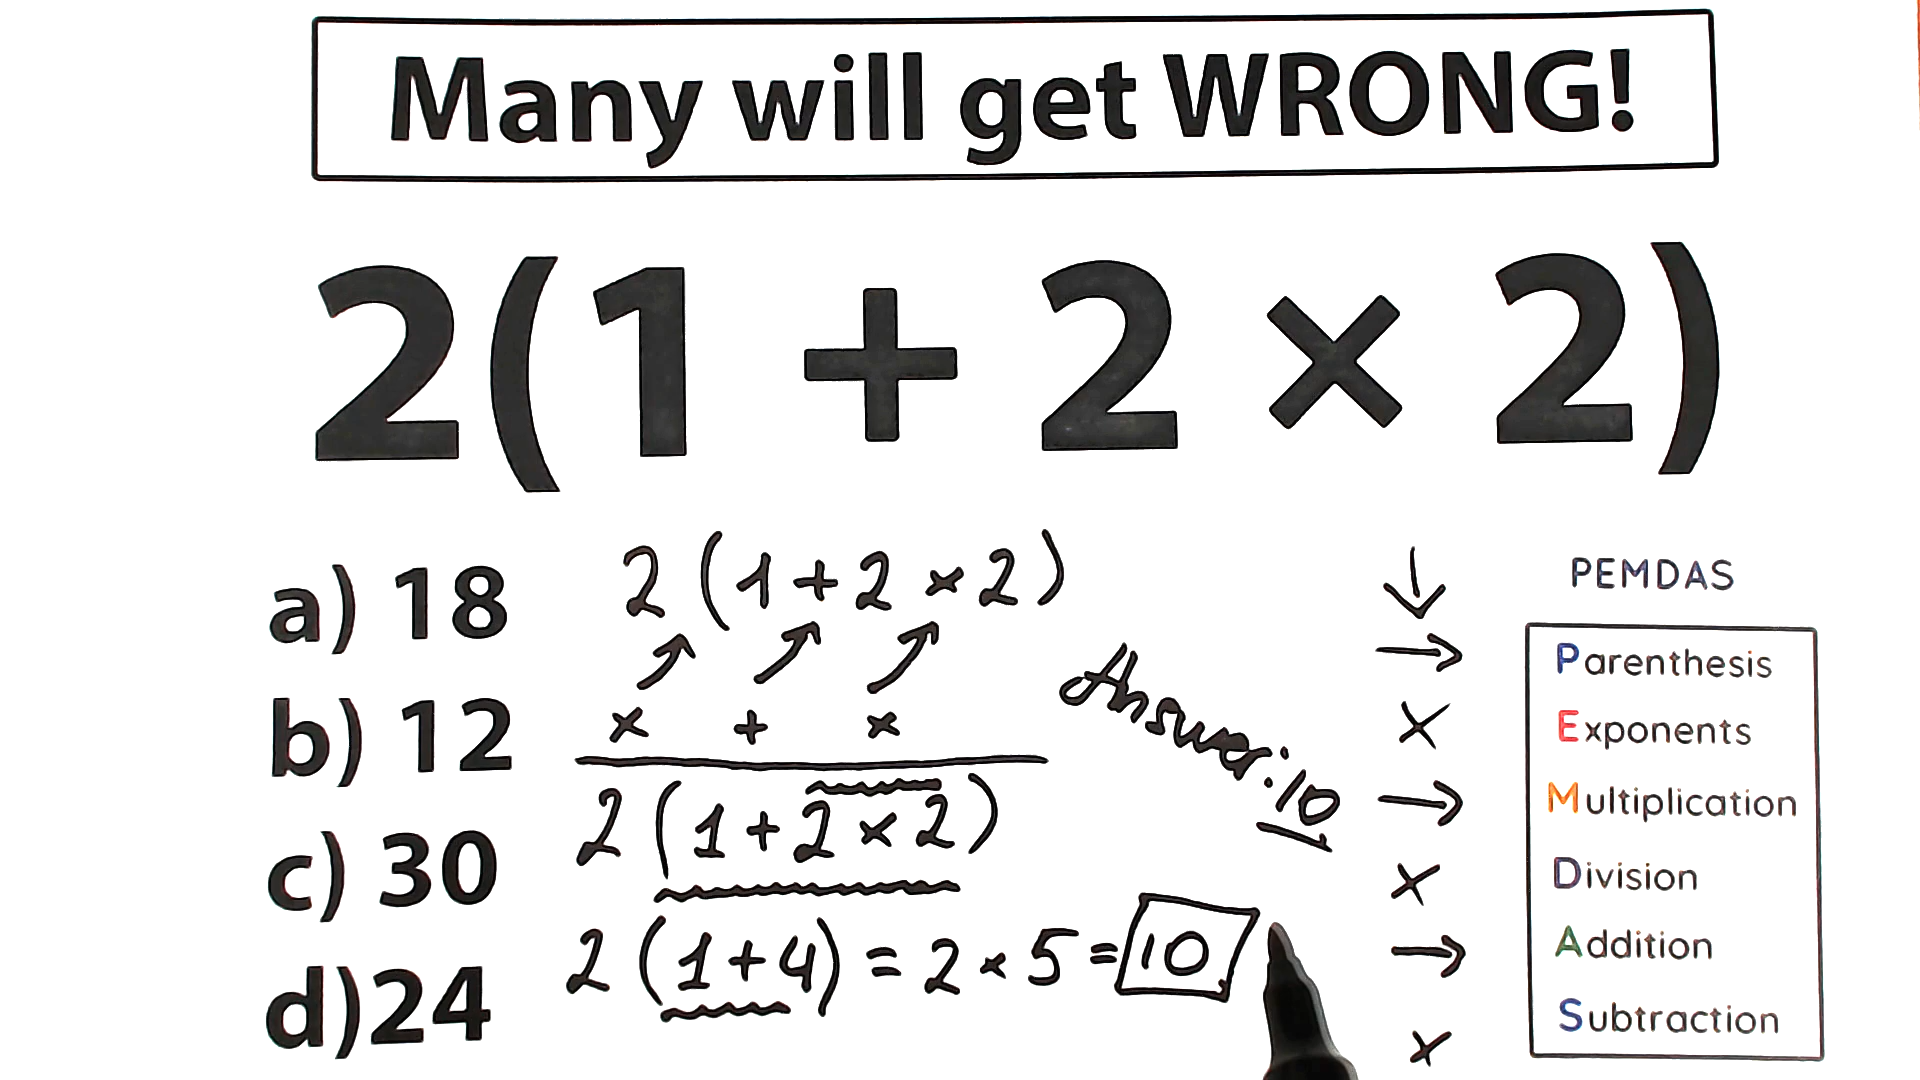 Many will get WRONG!
2(1 + 2 × 2)
a) 18
b) 12
c) 30
d)24
2 (1+2×2)
× + ×
2 (1+2×2)
2 (1+4) = 2×5=10
Answer:10
PEMDAS
Parenthesis
Exponents
Multiplication
Division
Addition
Subtraction